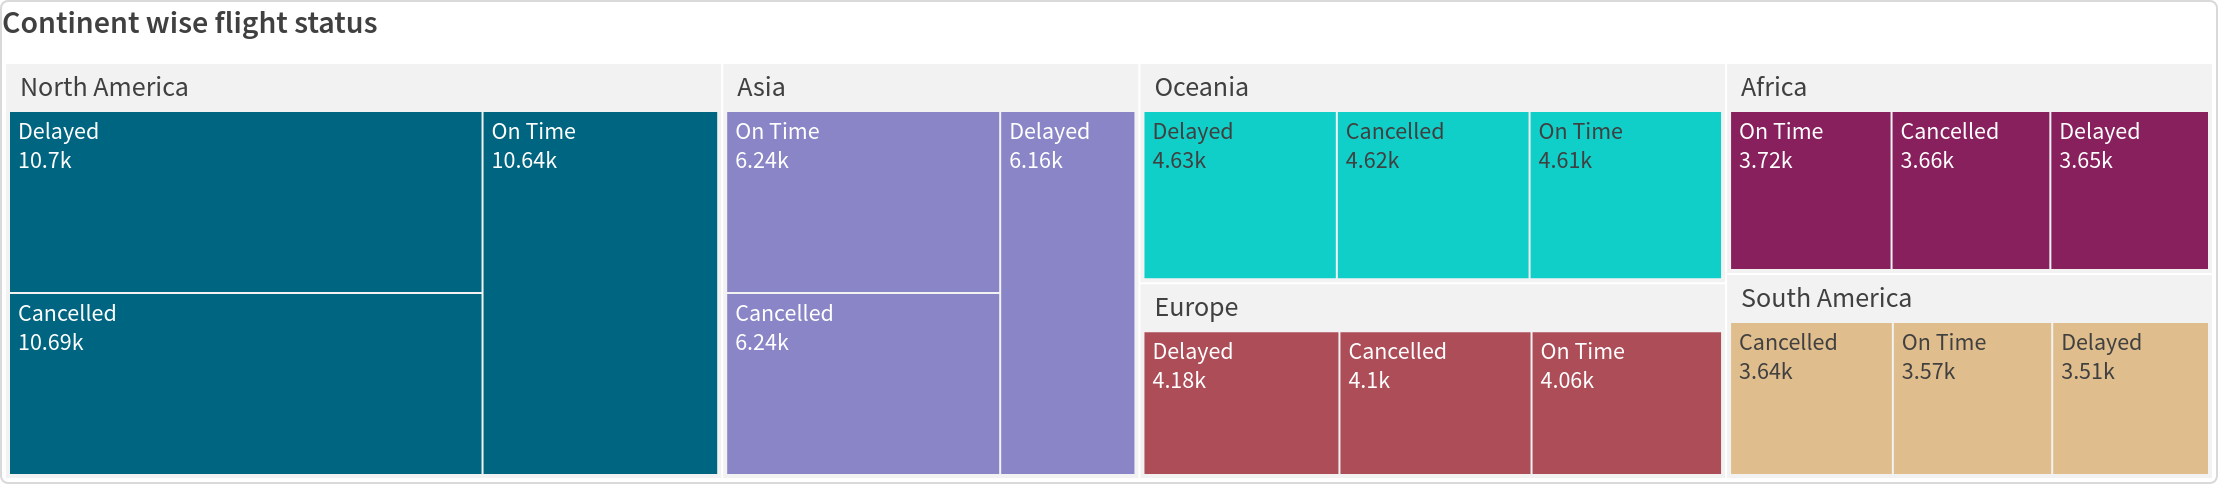 Continent wise flight status
North America
Delayed
10.7k
On Time
10.64k
Cancelled
10.69k
Asia
On Time
6.24k
Delayed
6.16k
Cancelled
6.24k
Oceania
Delayed
4.63k
Cancelled
4.62k
On Time
4.61k
Europe
Delayed
4.18k
Cancelled
4.1k
On Time
4.06k
Africa
On Time
3.72k
Cancelled
3.66k
Delayed
3.65k
South America
Cancelled
3.64k
On Time
3.57k
Delayed
3.51k